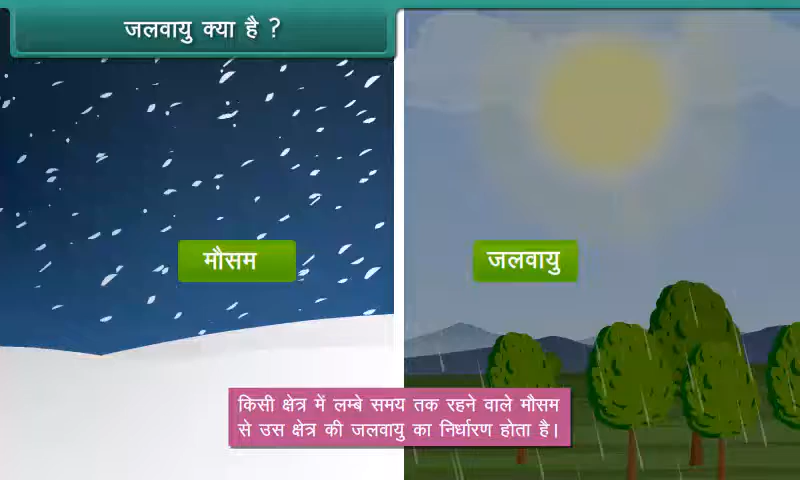 जलवायु क्या है ?
मौसम
जलवायु
किसी क्षेत्र में लम्बे समय तक रहने वाले मौसम
से उस क्षेत्र की जलवायु का निर्धारण होता है।